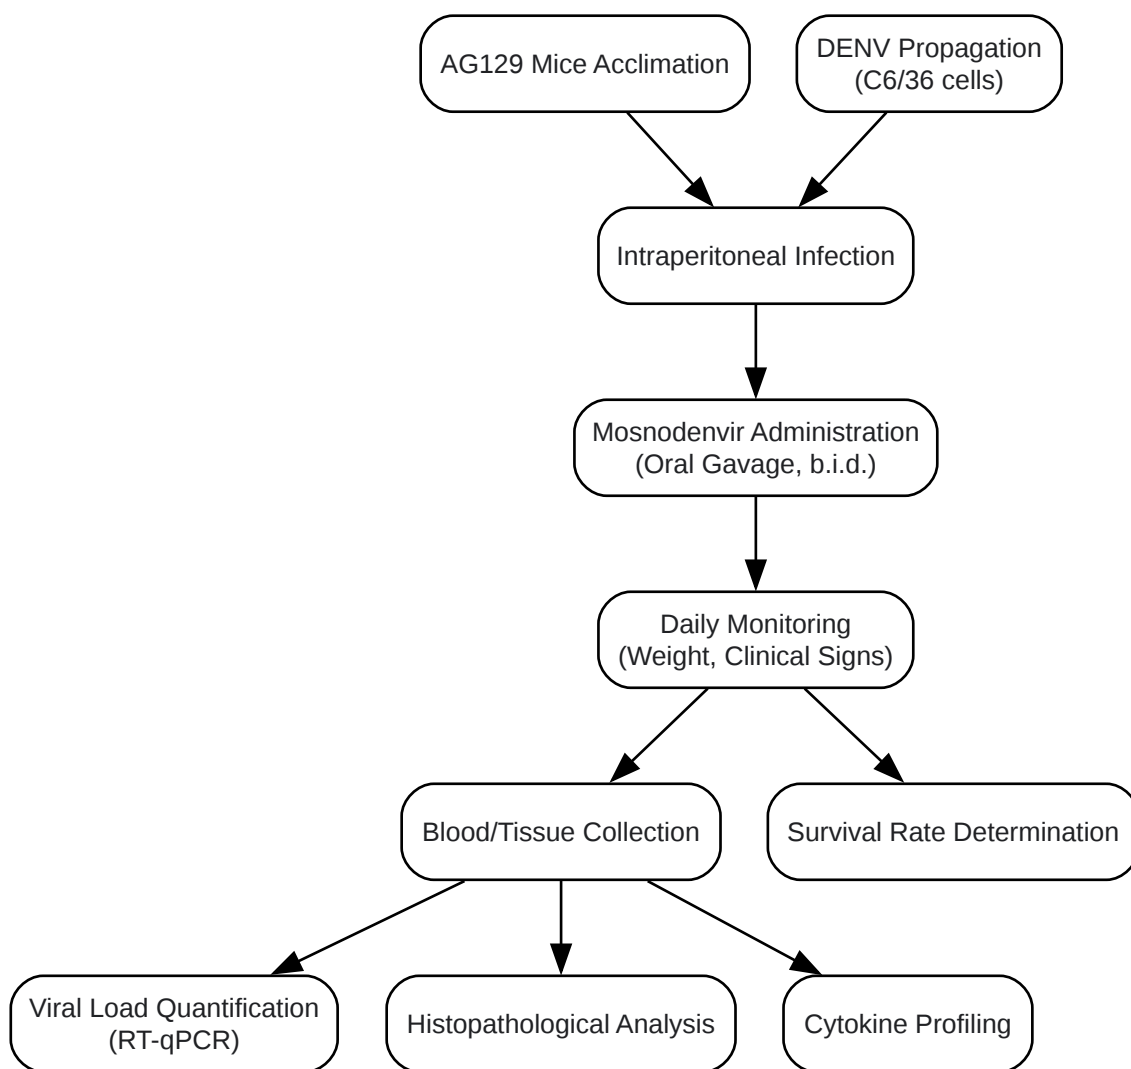 AG129 Mice Acclimation
DENV Propagation
(C6/36 cells)
Intraperitoneal Infection
Mosnodenvir Administration
(Oral Gavage, b.i.d.)
Daily Monitoring
(Weight, Clinical Signs)
Blood/Tissue Collection
Survival Rate Determination
Viral Load Quantification
(RT-qPCR)
Histopathological Analysis
Cytokine Profiling